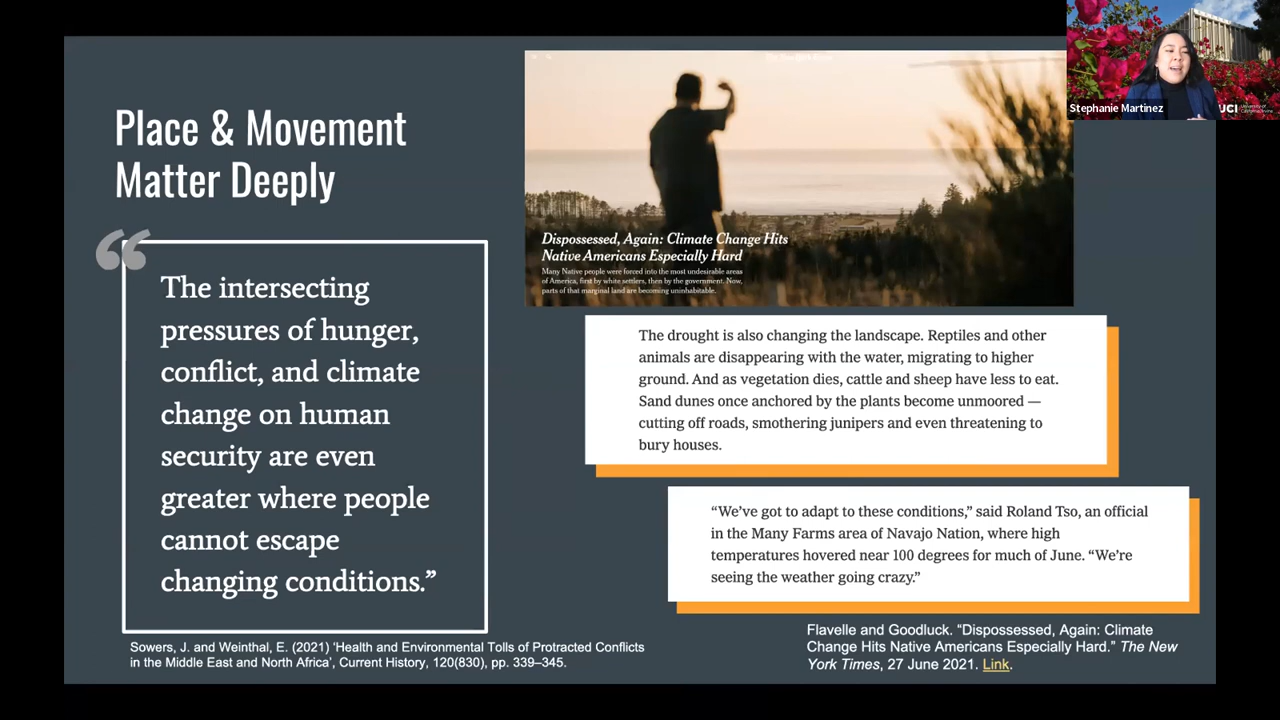 Place & Movement
Matter Deeply
“
The intersecting
pressures of hunger,
conflict, and climate
change on human
security are even
greater where people
cannot escape
changing conditions.”
Sowers, J. and Weinthal, E. (2021) ‘Health and Environmental Tolls of Protracted Conflicts
in the Middle East and North Africa’, Current History, 120(830), pp. 339–345.
The New York Times
Dispossessed, Again: Climate Change Hits
Native Americans Especially Hard
Many Native people were forced into the most undesirable areas
of America, first by white settlers, then by the government. Now,
parts of that marginal land are becoming uninhabitable.
The drought is also changing the landscape. Reptiles and other
animals are disappearing with the water, migrating to higher
ground. And as vegetation dies, cattle and sheep have less to eat.
Sand dunes once anchored by the plants become unmoored —
cutting off roads, smothering junipers and even threatening to
bury houses.
“We’ve got to adapt to these conditions,” said Roland Tso, an official
in the Many Farms area of Navajo Nation, where high
temperatures hovered near 100 degrees for much of June. “We’re
seeing the weather going crazy.”
Flavelle and Goodluck. “Dispossessed, Again: Climate
Change Hits Native Americans Especially Hard.” The New
York Times, 27 June 2021. Link.
Stephanie Martinez
UCI
University of
California, Irvine